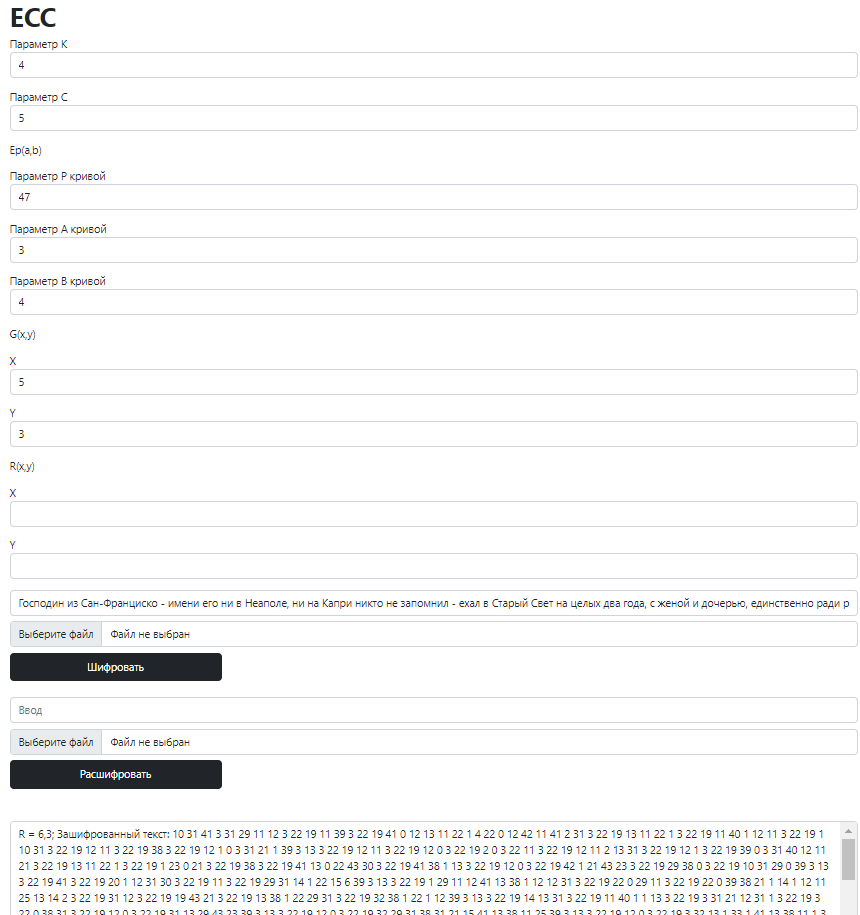 ECC
Параметр К
4
Параметр С
5
Ep(a,b)
Параметр P кривой
47
Параметр А кривой
3
Параметр В кривой
4
G(x,y)
X
5
Y
3
R(x,y)
X
Y
Господин из Сан-Франциско - имени его ни в Неаполе, ни на Капри никто не запомнил - ехал в Старый Свет на целых два года, с женой и дочерью, единственно ради р
Выберите файл Файл не выбран
Шифровать
Ввод
Выберите файл Файл не выбран
Расшифровать
R = 6,3; Зашифрованный текст: 10 31 41 3 31 29 11 12 3 22 19 11 39 3 22 19 41 0 12 13 11 22 1 4 22 0 12 42 11 41 2 31 3 22 19 13 11 22 1 3 22 19 11 40 1 12 11 3 22 19 1
10 31 3 22 19 12 11 3 22 19 38 3 22 19 12 1 0 3 31 21 1 39 3 13 3 22 19 12 11 3 22 19 12 0 3 22 19 2 0 3 22 11 3 22 19 12 11 2 13 31 3 22 19 12 1 3 22 19 39 0 3 31 40 12 11
21 3 22 19 13 11 22 1 3 22 19 1 23 0 21 3 22 19 38 3 22 19 41 13 0 22 43 30 3 22 19 41 38 1 13 3 22 19 12 0 3 22 19 42 1 21 43 23 3 22 19 29 38 0 3 22 19 10 31 29 0 39 3 13
3 22 19 41 3 22 19 20 1 12 31 30 3 22 19 11 3 22 19 29 31 14 1 22 15 6 39 3 13 3 22 19 1 29 11 12 41 13 38 1 12 12 31 3 22 19 22 0 29 11 3 22 19 22 0 39 38 21 1 14 1 12 11
25 13 14 2 3 22 19 31 12 3 22 19 19 43 21 3 22 19 13 38 1 22 29 31 3 22 19 32 38 1 22 1 12 39 3 13 3 22 19 14 13 31 3 22 19 11 40 1 1 13 3 22 19 3 31 21 12 31 1 3 22 19 3